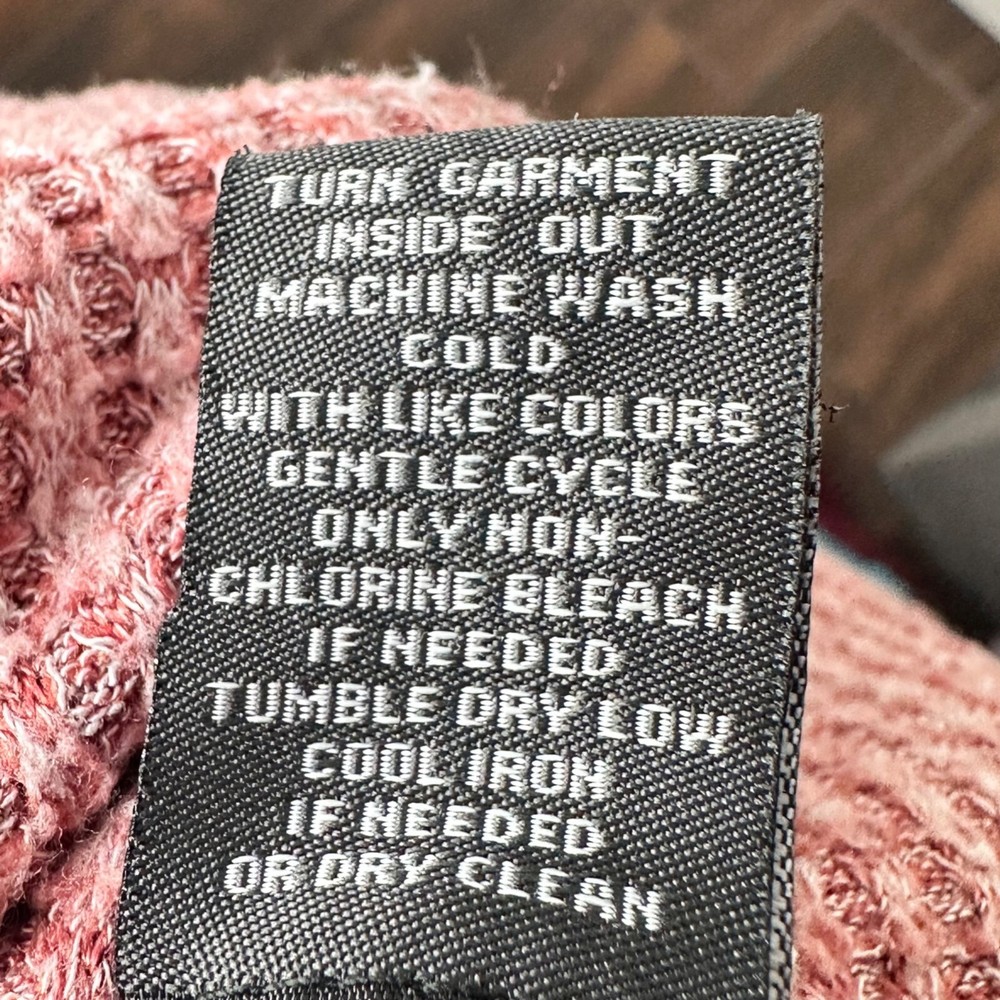 TURN GARMENT
INSIDE OUT
MACHINE WASH
COLD
WITH LIKE COLORS
GENTLE CYCLE
ONLY NON-
CHLORINE BLEACH
IF NEEDED
TUMBLE DRY LOW
COOL IRON
IF NEEDED
OR DRY CLEAN